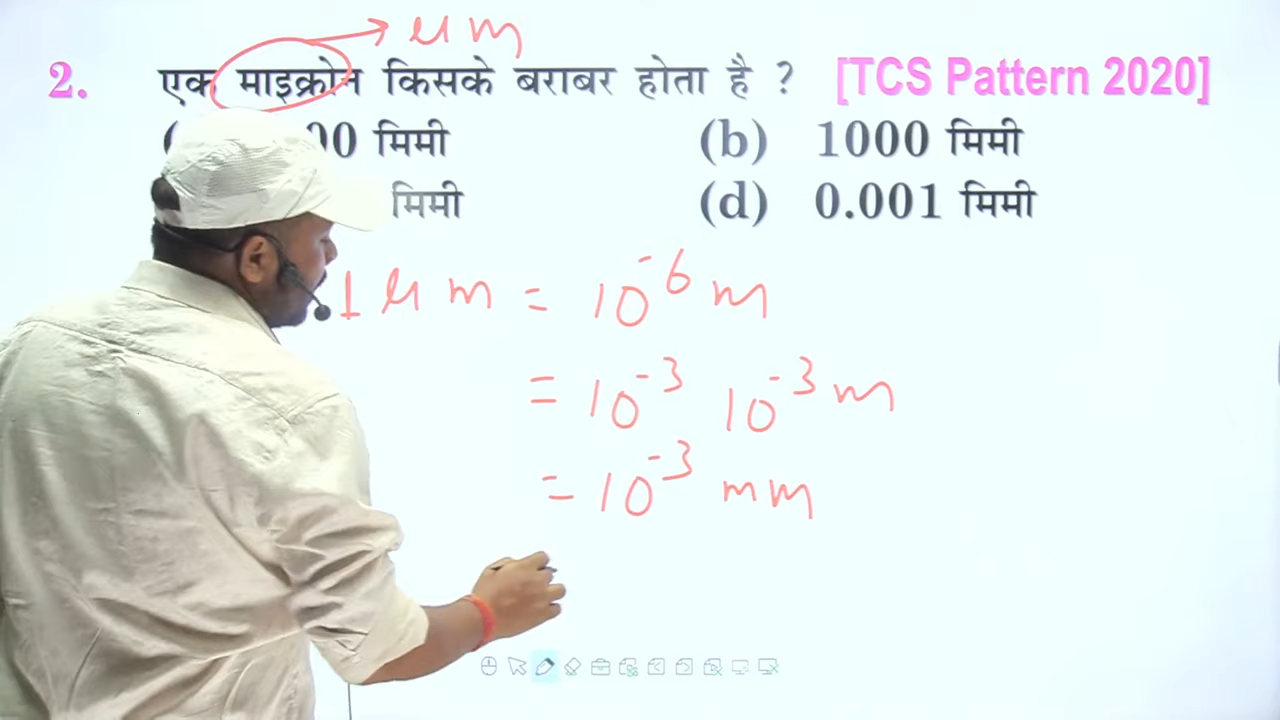 μm
2. एक माइक्रोन किसके बराबर होता है ? [TCS Pattern 2020]
00 मिमी (b) 1000 मिमी
मिमी (d) 0.001 मिमी
1 μm = 10⁻⁶ m
= 10⁻³ 10⁻³ m
= 10⁻³ mm